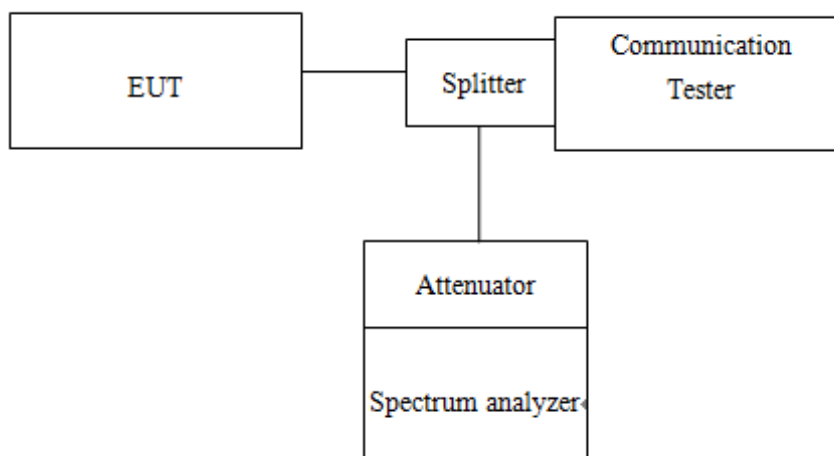 EUT
Splitter
Communication
Tester
Attenuator
Spectrum analyzer